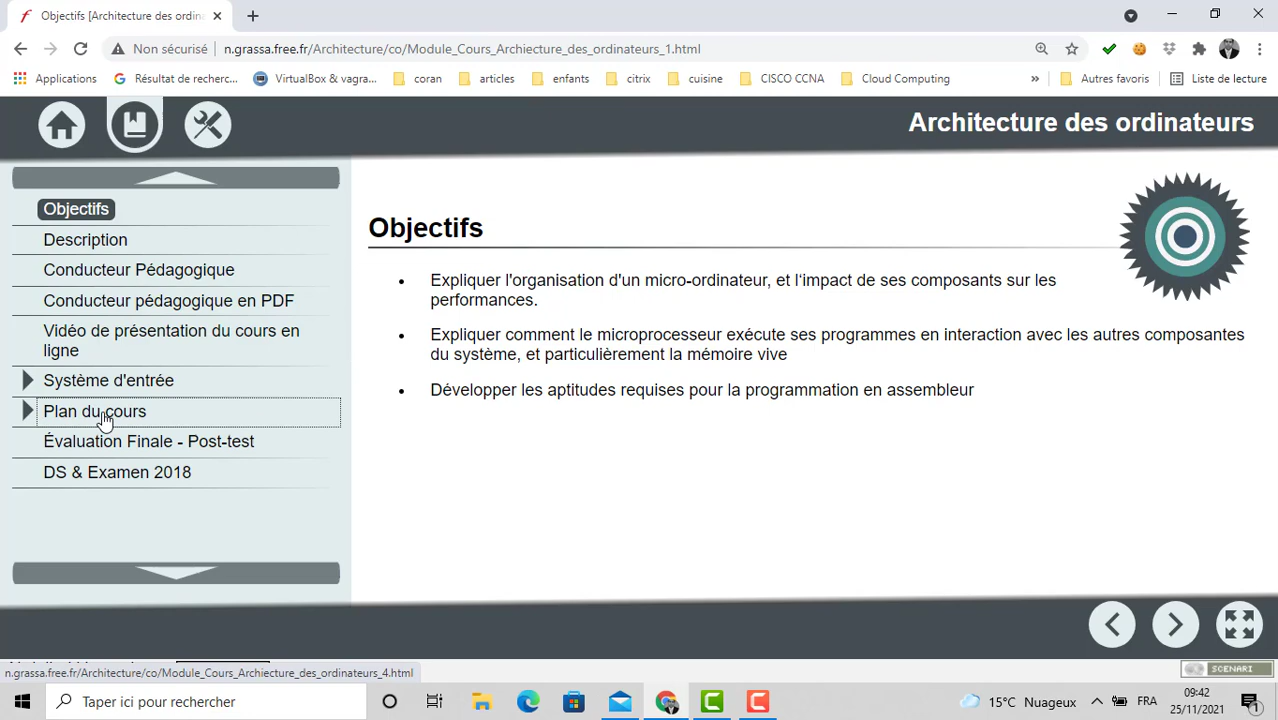 Objectifs [Architecture des ordin
Non sécurisé
n.grassa.free.fr/Architecture/co/Module_Cours_Archiecture_des_ordinateurs_1.html
Applications
Résultat de recherc...
VirtualBox & vagra...
coran
articles
enfants
citrix
cuisine
CISCO CCNA
Cloud Computing
»
Autres favoris
Liste de lecture
Architecture des ordinateurs
Objectifs
Description
Conducteur Pédagogique
Conducteur pédagogique en PDF
Vidéo de présentation du cours en
ligne
Système d'entrée
Plan du cours
Évaluation Finale - Post-test
DS & Examen 2018
Objectifs
• Expliquer l'organisation d'un micro-ordinateur, et l'impact de ses composants sur les
performances.
• Expliquer comment le microprocesseur exécute ses programmes en interaction avec les autres composantes
du système, et particulièrement la mémoire vive
• Développer les aptitudes requises pour la programmation en assembleur
n.grassa.free.fr/Architecture/co/Module_Cours_Archiecture_des_ordinateurs_4.html
SCENARI
Taper ici pour rechercher
15°C Nuageux
FRA
09:42
25/11/2021
1